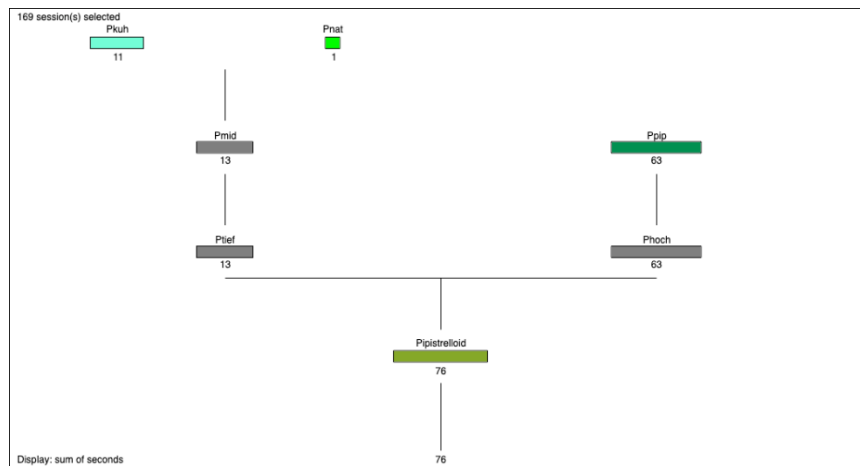 169 session(s) selected
Pkuh
Pnat
11
1
Pmid
Ppip
13
63
Ptief
Phoch
13
63
Pipistrelloid
76
Display: sum of seconds
76